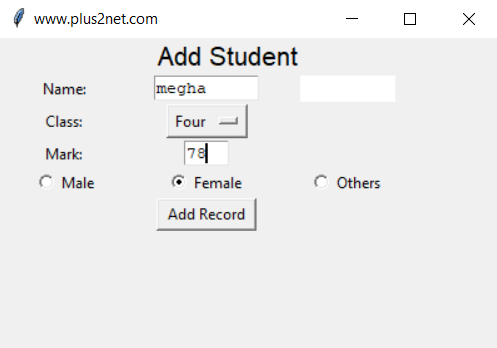 www.plus2net.com
Add Student
Name: megha
Class: Four
Mark: 78
Male Female Others
Add Record